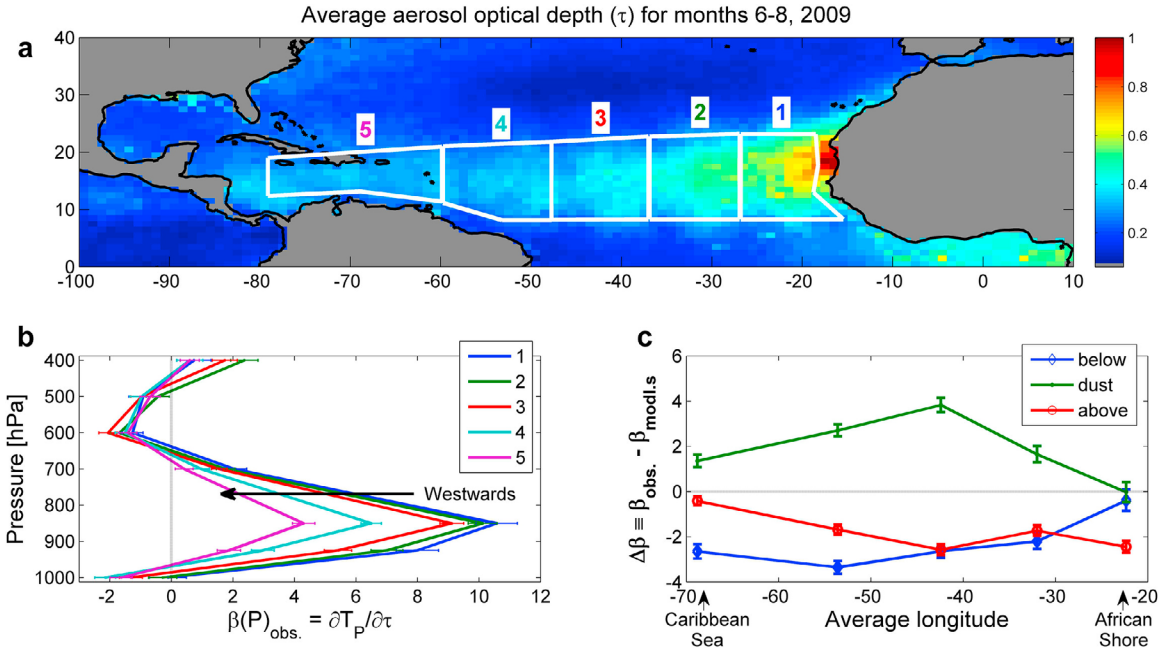 Average aerosol optical depth (τ) for months 6-8, 2009
a
40
30
20
10
0
-100 -90 -80 -70 -60 -50 -40 -30 -20 -10 0 10
5 4 3 2 1
1
0.8
0.6
0.4
0.2
b
Pressure [hPa]
400
500
600
700
800
900
1000
-2 0 2 4 6 8 10 12
β(P)obs. = ∂TP/∂τ
1
2
3
4
5
Westwards
c
Δβ ≡ βobs. - βmodl.s
6
4
2
0
-2
-4
-70 -60 -50 -40 -30 -20
below
dust
above
Caribbean
Sea
Average longitude
African
Shore